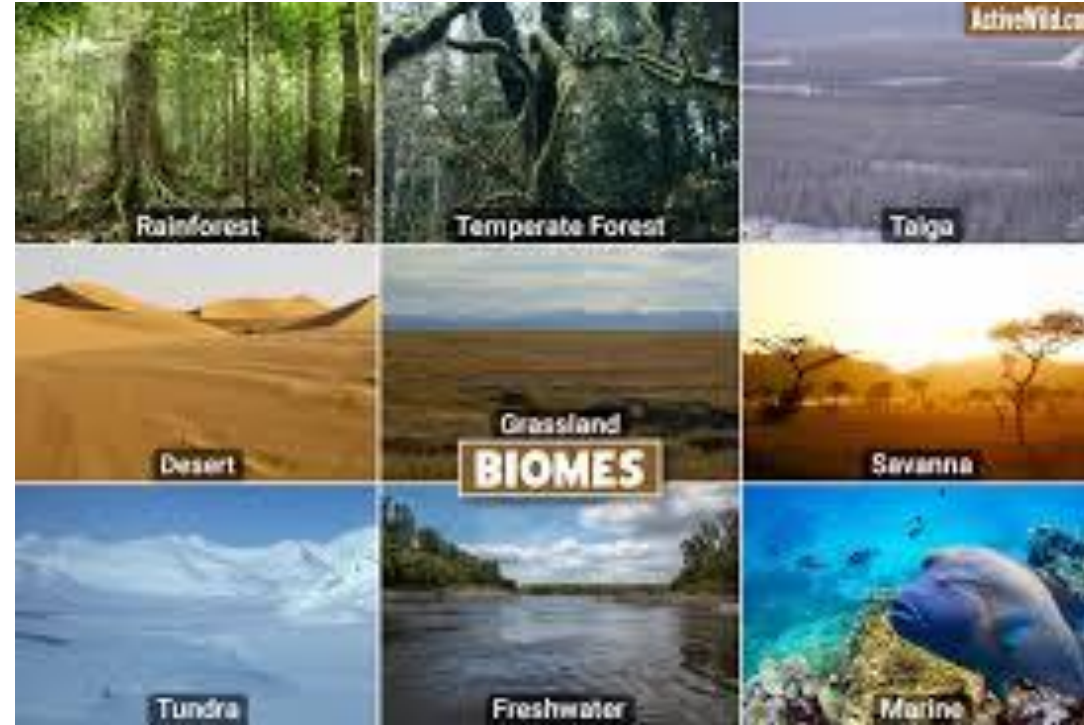 ActiveWild.co
Rainforest
Temperate Forest
Taiga
Desert
Grassland
Savanna
BIOMES
Tundra
Freshwater
Marine